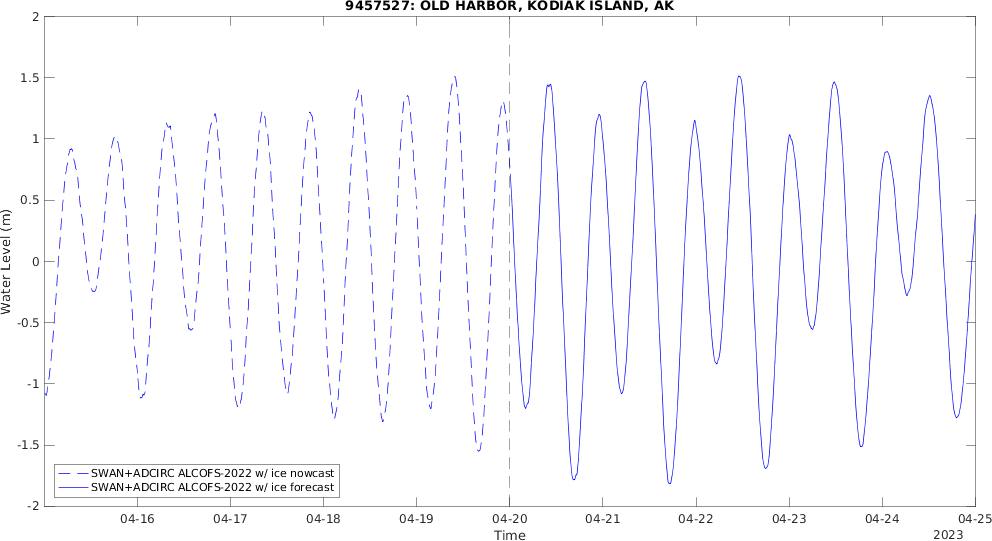 9457527: OLD HARBOR, KODIAK ISLAND, AK
2
1.5
1
0.5
0
-0.5
-1
-1.5
-2
Water Level (m)
SWAN+ADCIRC ALCOFS-2022 w/ ice nowcast
SWAN+ADCIRC ALCOFS-2022 w/ ice forecast
04-16 04-17 04-18 04-19 04-20 04-21 04-22 04-23 04-24 04-25
Time
2023